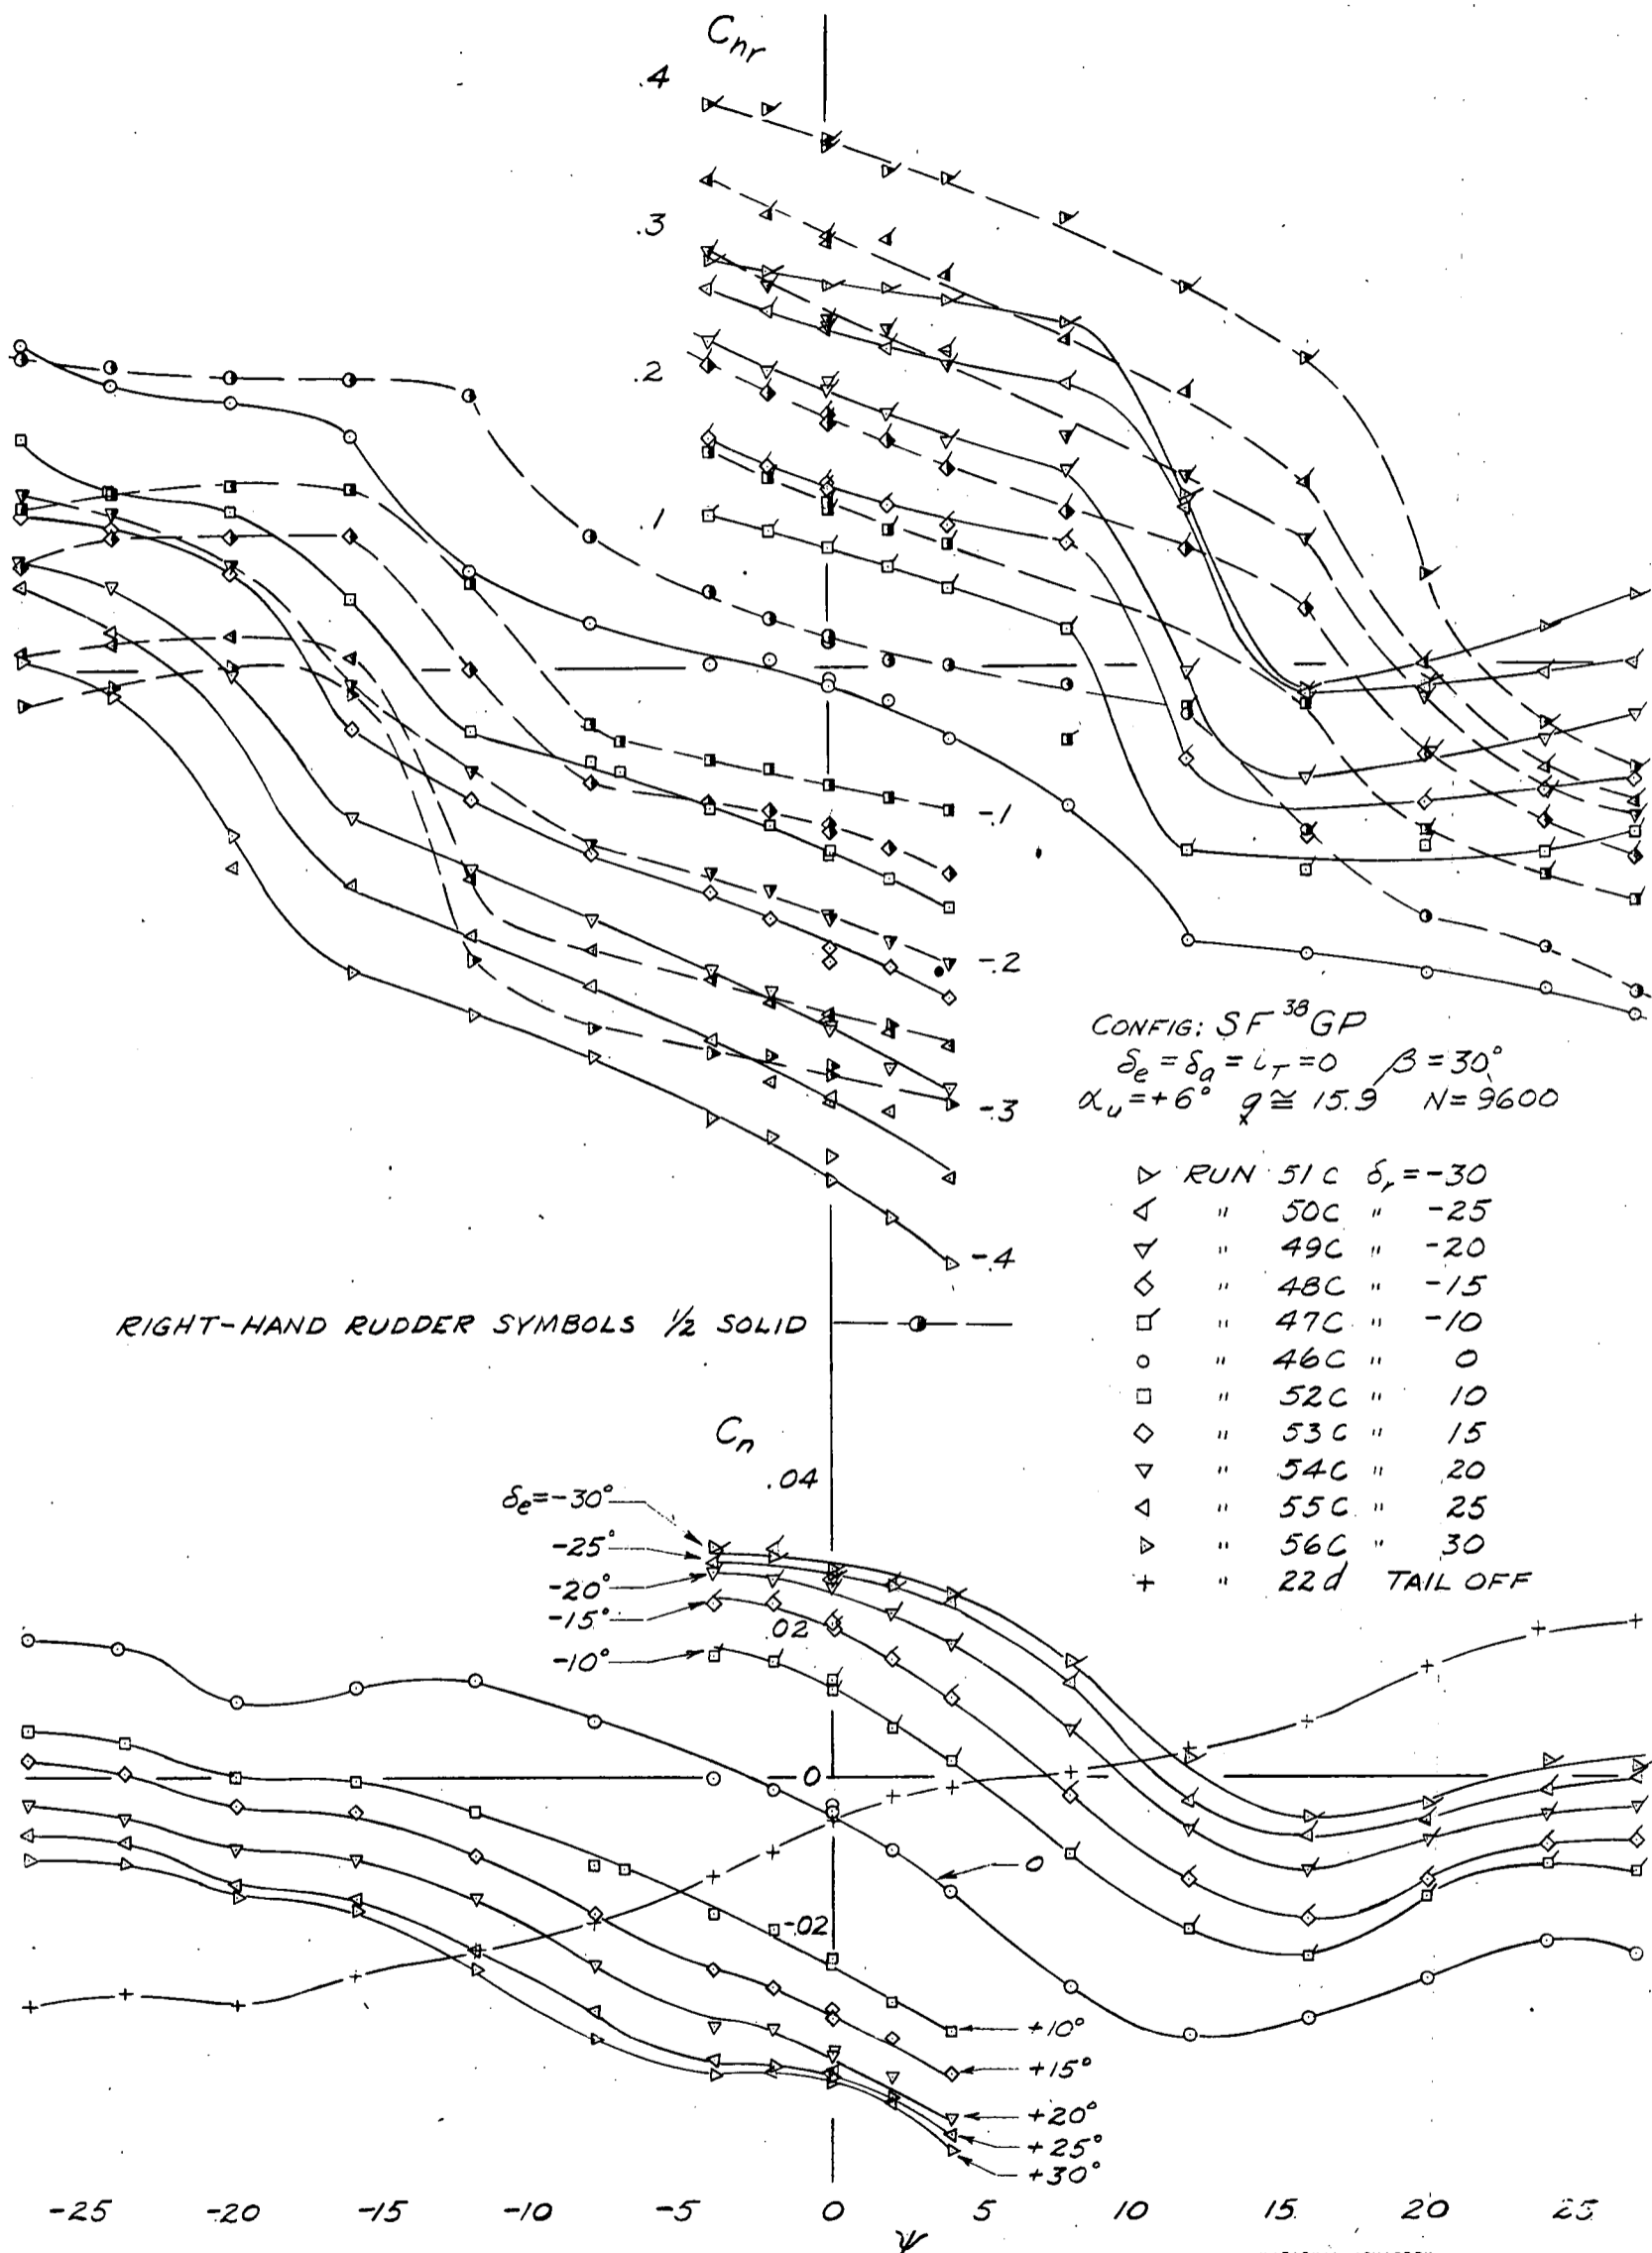 Cnr
.4
.3
.2
.1
-.1
-.2
-.3
-.4
CONFIG: SF³⁸GP
δe = δa = iT = 0 β = 30°
αu = +6° q ≅ 15.9 N = 9600
RUN 51C δr = -30
" 50C " -25
" 49C " -20
" 48C " -15
" 47C " -10
" 46C " 0
" 52C " 10
" 53C " 15
" 54C " 20
" 55C " 25
" 56C " 30
" 22d TAIL OFF
RIGHT-HAND RUDDER SYMBOLS 1/2 SOLID
Cn
.04
δe = -30°
-25°
-20°
-15°
.02
-10°
0
0
-.02
+10°
+15°
+20°
+25°
+30°
-25 -20 -15 -10 -5 0 5 10 15 20 25
ψ